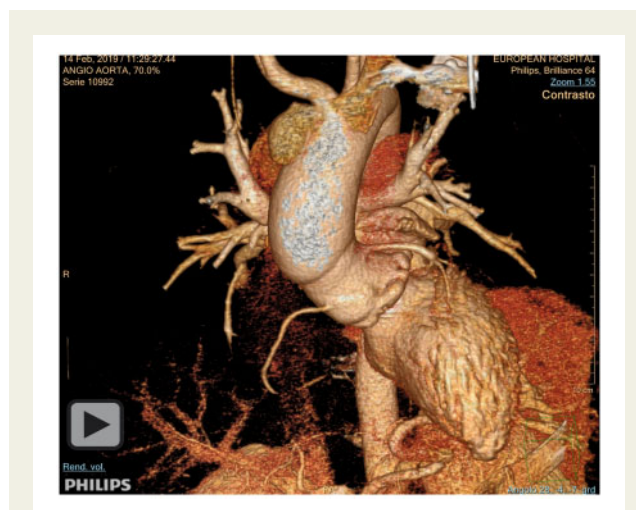 14 Feb, 2019 / 11:29:27.44
ANGIO AORTA, 70.0%
Serie 10992
EUROPEAN HOSPITAL
Philips, Brilliance 64
Zoom 1.55
Contrasto
R
Rend. vol.
PHILIPS